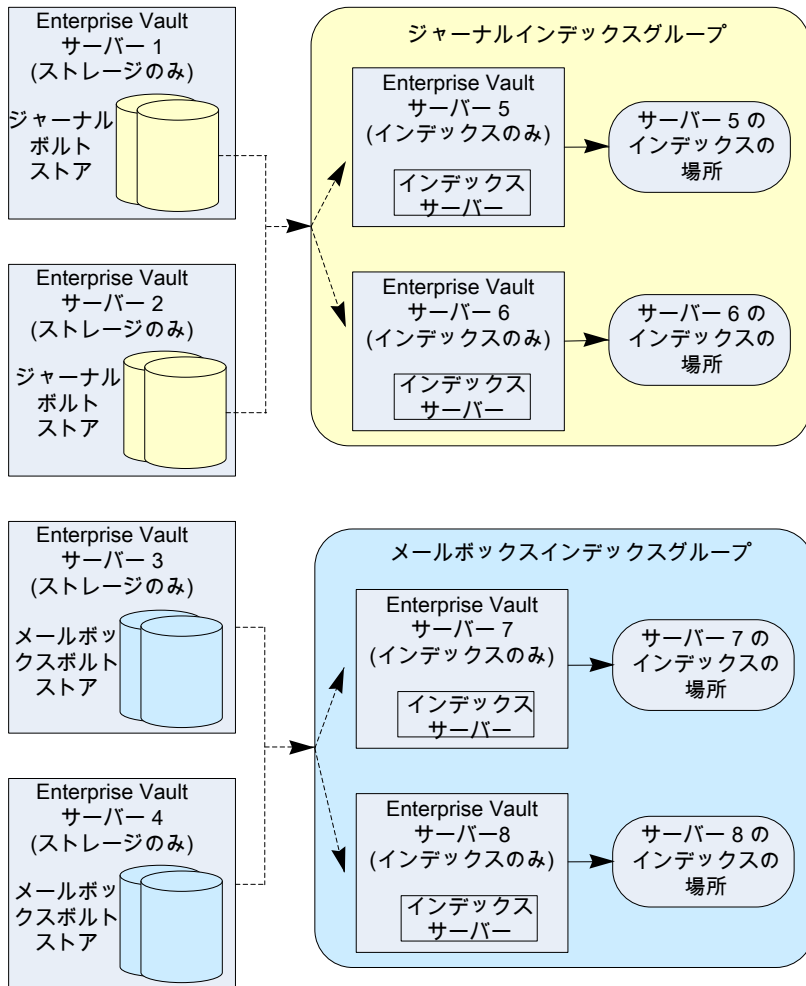 Enterprise Vault
サーバー 1
(ストレージのみ)
ジャーナル
ボルト
ストア
Enterprise Vault
サーバー 2
(ストレージのみ)
ジャーナル
ボルト
ストア
ジャーナルインデックスグループ
Enterprise Vault
サーバー 5
(インデックスのみ)
インデックス
サーバー
サーバー 5 の
インデックスの
場所
Enterprise Vault
サーバー 6
(インデックスのみ)
インデックス
サーバー
サーバー 6 の
インデックスの
場所
Enterprise Vault
サーバー 3
(ストレージのみ)
メールボッ
クスボルト
ストア
Enterprise Vault
サーバー 4
(ストレージのみ)
メールボッ
クスボルト
ストア
メールボックスインデックスグループ
Enterprise Vault
サーバー 7
(インデックスのみ)
インデックス
サーバー
サーバー 7 の
インデックスの
場所
Enterprise Vault
サーバー8
(インデックスのみ)
インデックス
サーバー
サーバー 8 の
インデックスの
場所